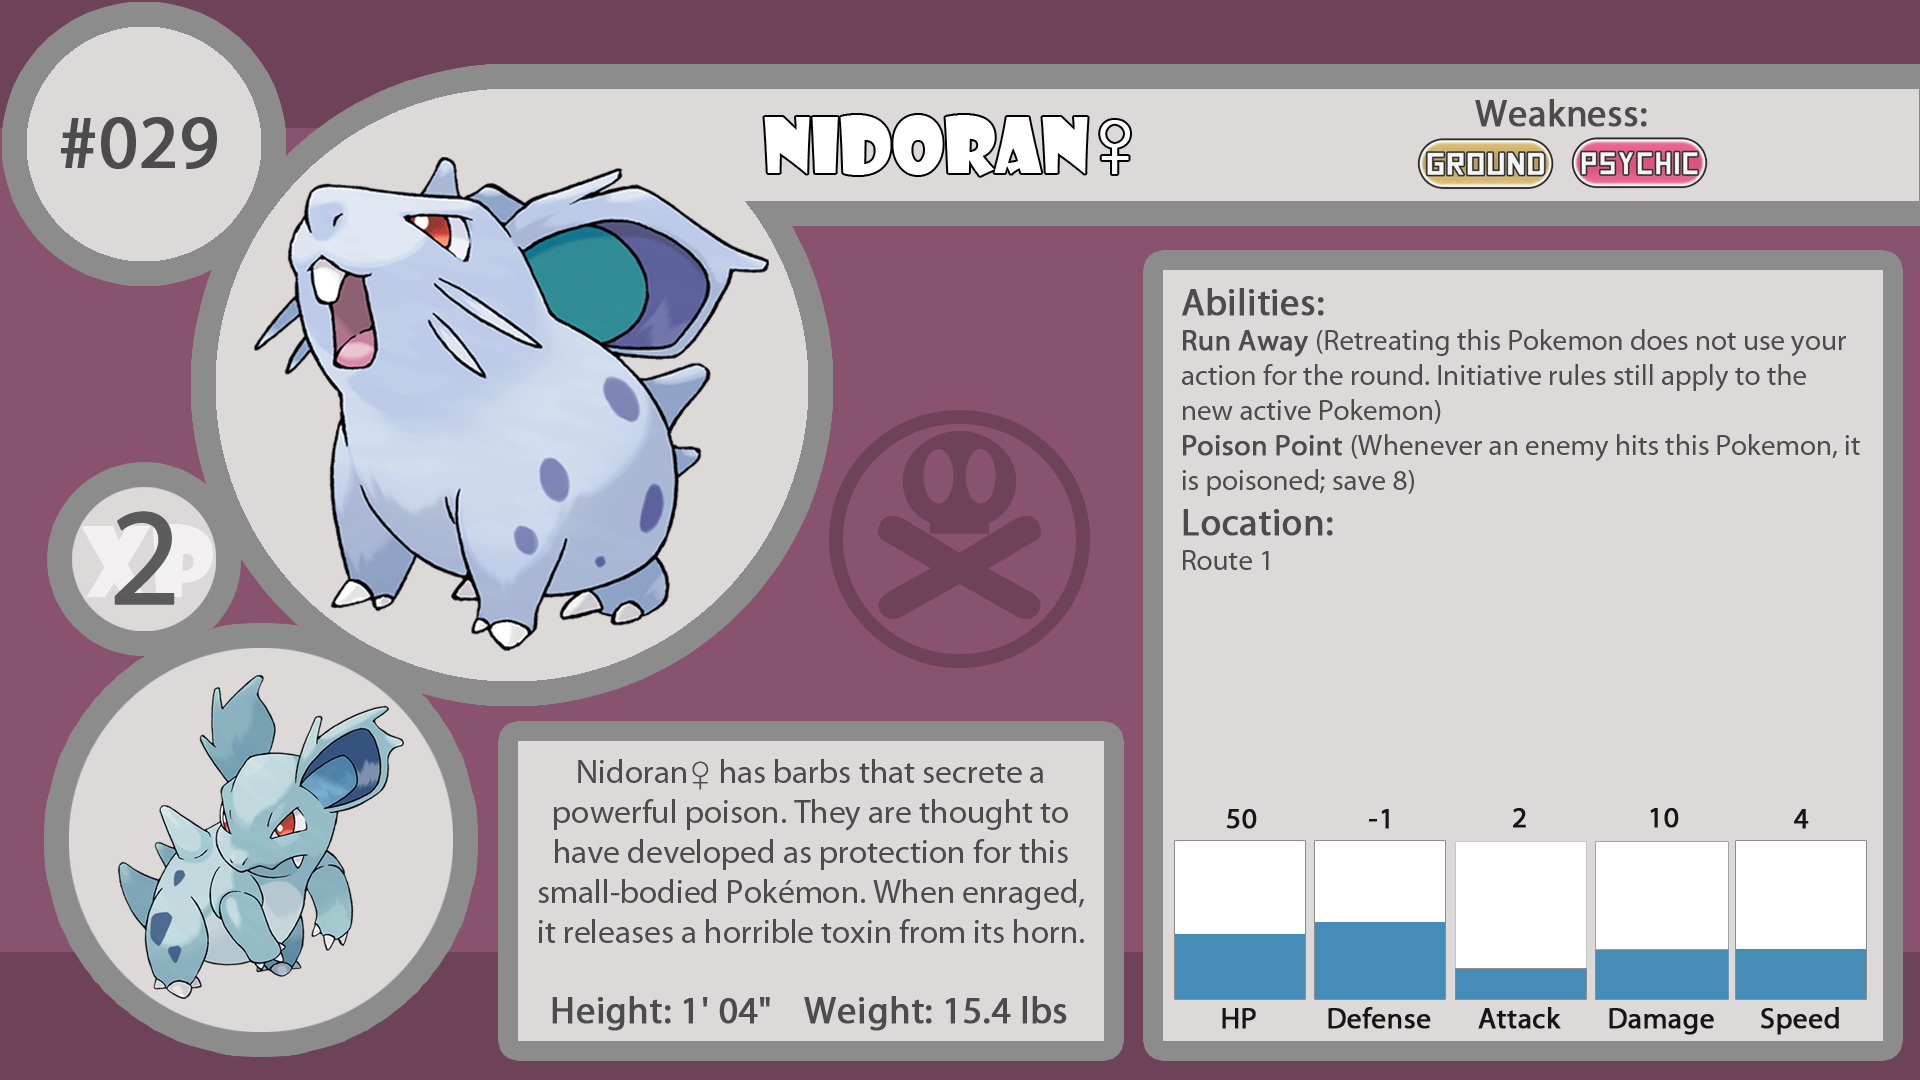 #029
NIDORAN♀
Weakness:
GROUND PSYCHIC
XP
2
Abilities:
Run Away (Retreating this Pokemon does not use your
action for the round. Initiative rules still apply to the
new active Pokemon)
Poison Point (Whenever an enemy hits this Pokemon, it
is poisoned; save 8)
Location:
Route 1
Nidoran♀ has barbs that secrete a
powerful poison. They are thought to
have developed as protection for this
small-bodied Pokémon. When enraged,
it releases a horrible toxin from its horn.
Height: 1' 04" Weight: 15.4 lbs
50 -1 2 10 4
HP Defense Attack Damage Speed